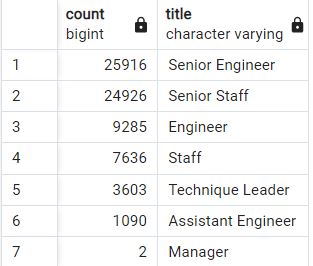 count title
bigint character varying
1 25916 Senior Engineer
2 24926 Senior Staff
3 9285 Engineer
4 7636 Staff
5 3603 Technique Leader
6 1090 Assistant Engineer
7 2 Manager